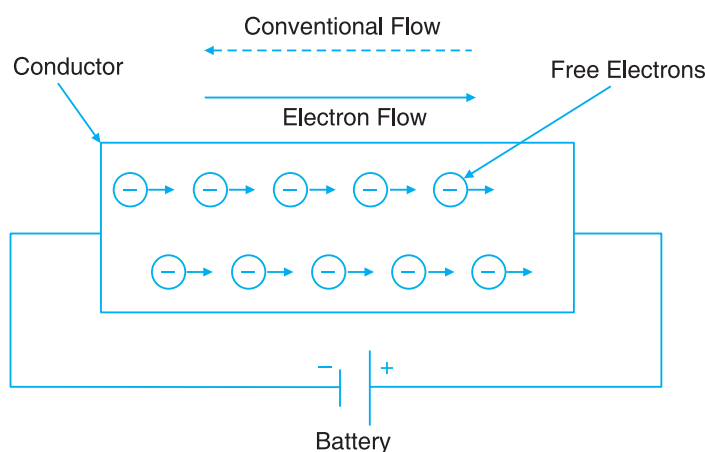 Conventional Flow
Conductor
Free Electrons
Electron Flow
− → − → − → − → − →
− → − → − → − → − →
− +
Battery